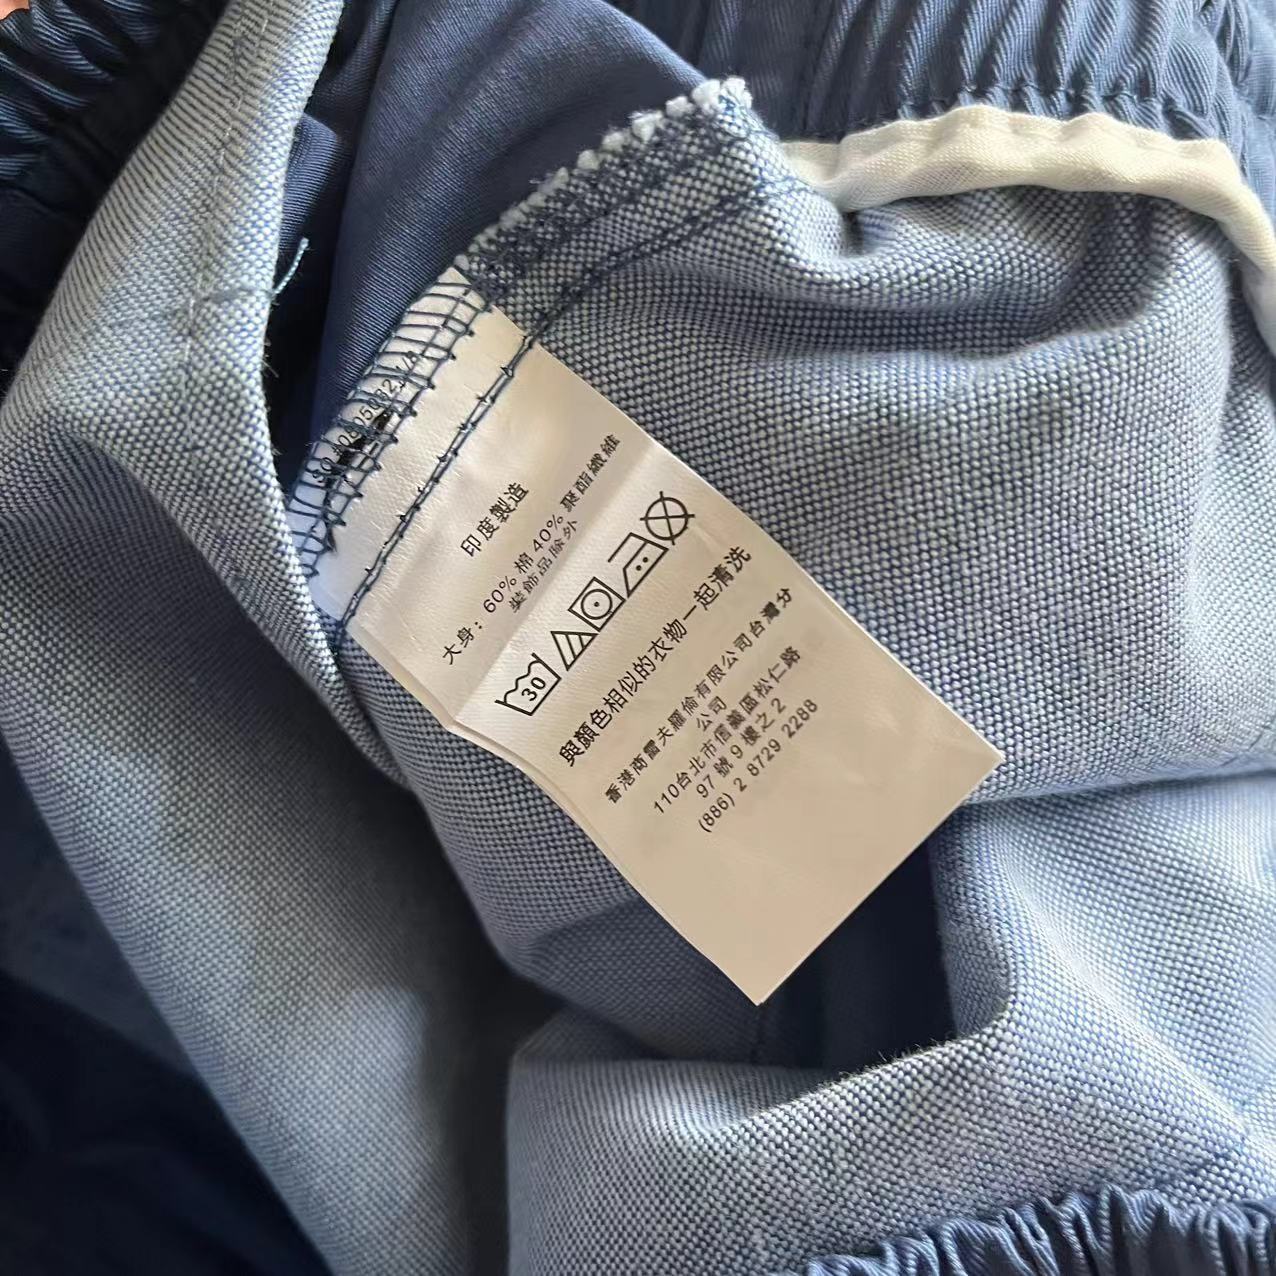 印度製造
大身: 60% 棉 40% 聚酯纖維
裝飾品除外
30
與顏色相似的衣物一起清洗
香港商雷夫羅倫有限公司台灣分
公司
110台北市信義區松仁路
97 號 9 樓之 2
(886) 2 8729 2288